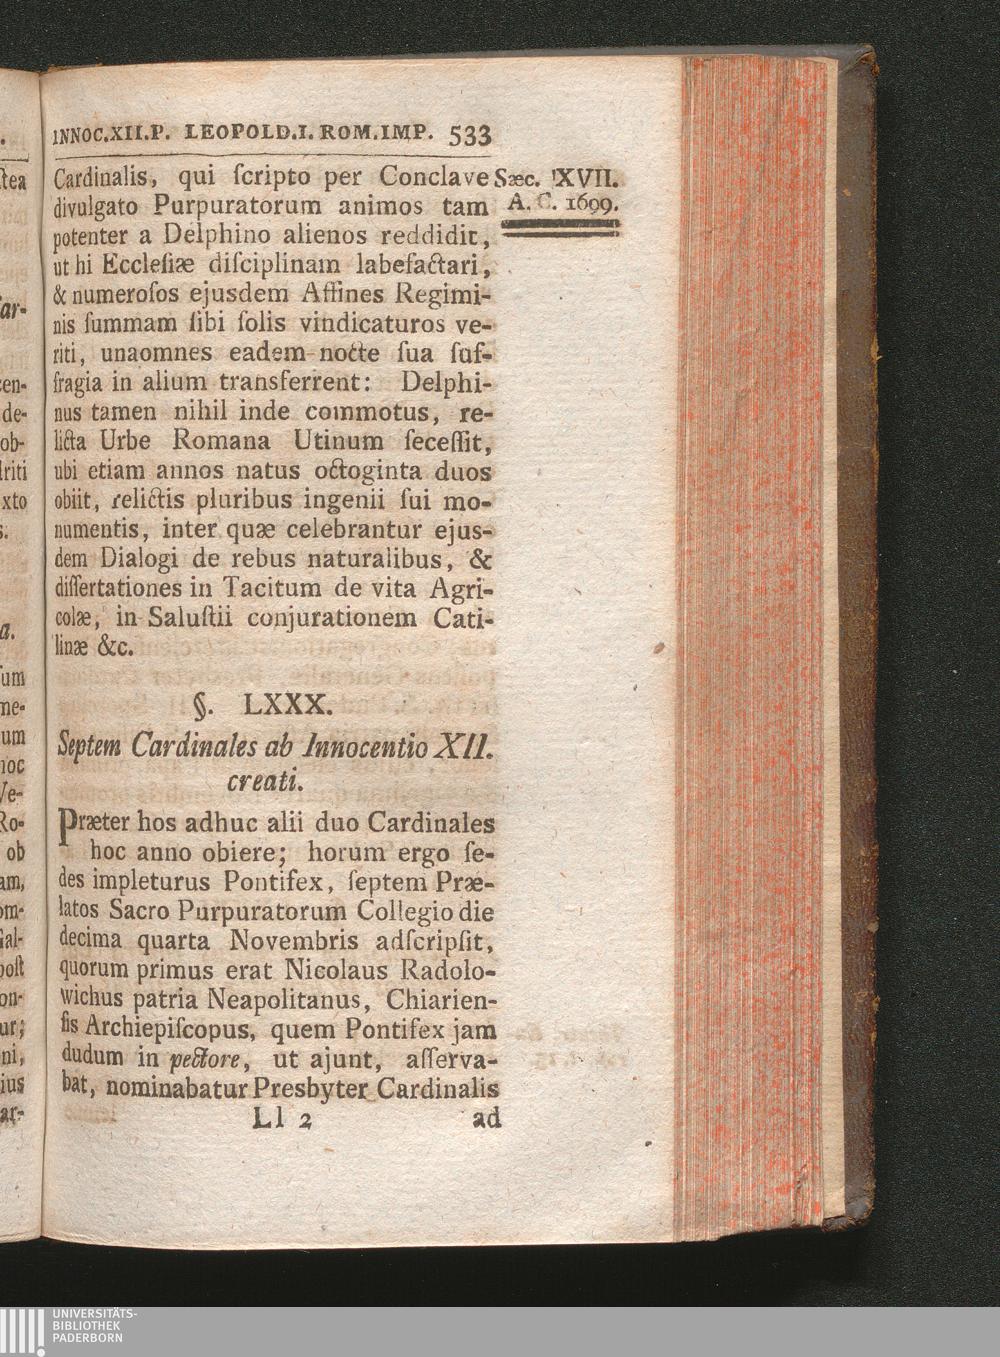 INNOC.XII.P. LEOPOLD.I. ROM.IMP. 533
Sæc. XVII.
A. C. 1699.
Cardinalis, qui ſcripto per Conclave
divulgato Purpuratorum animos tam
potenter a Delphino alienos reddidit,
ut hi Eccleſiæ diſciplinam labefactari,
& numeroſos ejusdem Affines Regimi-
nis ſummam ſibi ſolis vindicaturos ve-
riti, unaomnes eadem nocte ſua ſuf-
fragia in alium transferrent: Delphi-
nus tamen nihil inde commotus, re-
licta Urbe Romana Utinum ſeceſſit,
ubi etiam annos natus octoginta duos
obiit, relictis pluribus ingenii ſui mo-
numentis, inter quæ celebrantur ejus-
dem Dialogi de rebus naturalibus, &
diſſertationes in Tacitum de vita Agri-
colæ, in Saluſtii conjurationem Cati-
linæ &c.
§. LXXX.
Septem Cardinales ab Innocentio XII.
creati.
Præter hos adhuc alii duo Cardinales
hoc anno obiere; horum ergo ſe-
des impleturus Pontifex, ſeptem Præ-
latos Sacro Purpuratorum Collegio die
decima quarta Novembris adſcripſit,
quorum primus erat Nicolaus Radolo-
wichus patria Neapolitanus, Chiarien-
ſis Archiepiſcopus, quem Pontifex jam
dudum in pectore, ut ajunt, aſſerva-
bat, nominabatur Presbyter Cardinalis
Ll 2 ad
UNIVERSITÄTS-
BIBLIOTHEK
PADERBORN